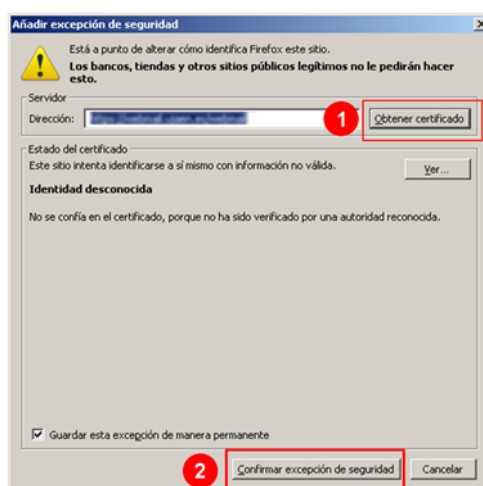 Añadir excepción de seguridad
Está a punto de alterar cómo identifica Firefox este sitio.
Los bancos, tiendas y otros sitios públicos legítimos no le pedirán hacer
esto.
Servidor
Dirección:
1
Obtener certificado
Estado del certificado
Este sitio intenta identificarse a sí mismo con información no válida.
Ver...
Identidad desconocida
No se confía en el certificado, porque no ha sido verificado por una autoridad reconocida.
Guardar esta excepción de manera permanente
2
Confirmar excepción de seguridad
Cancelar